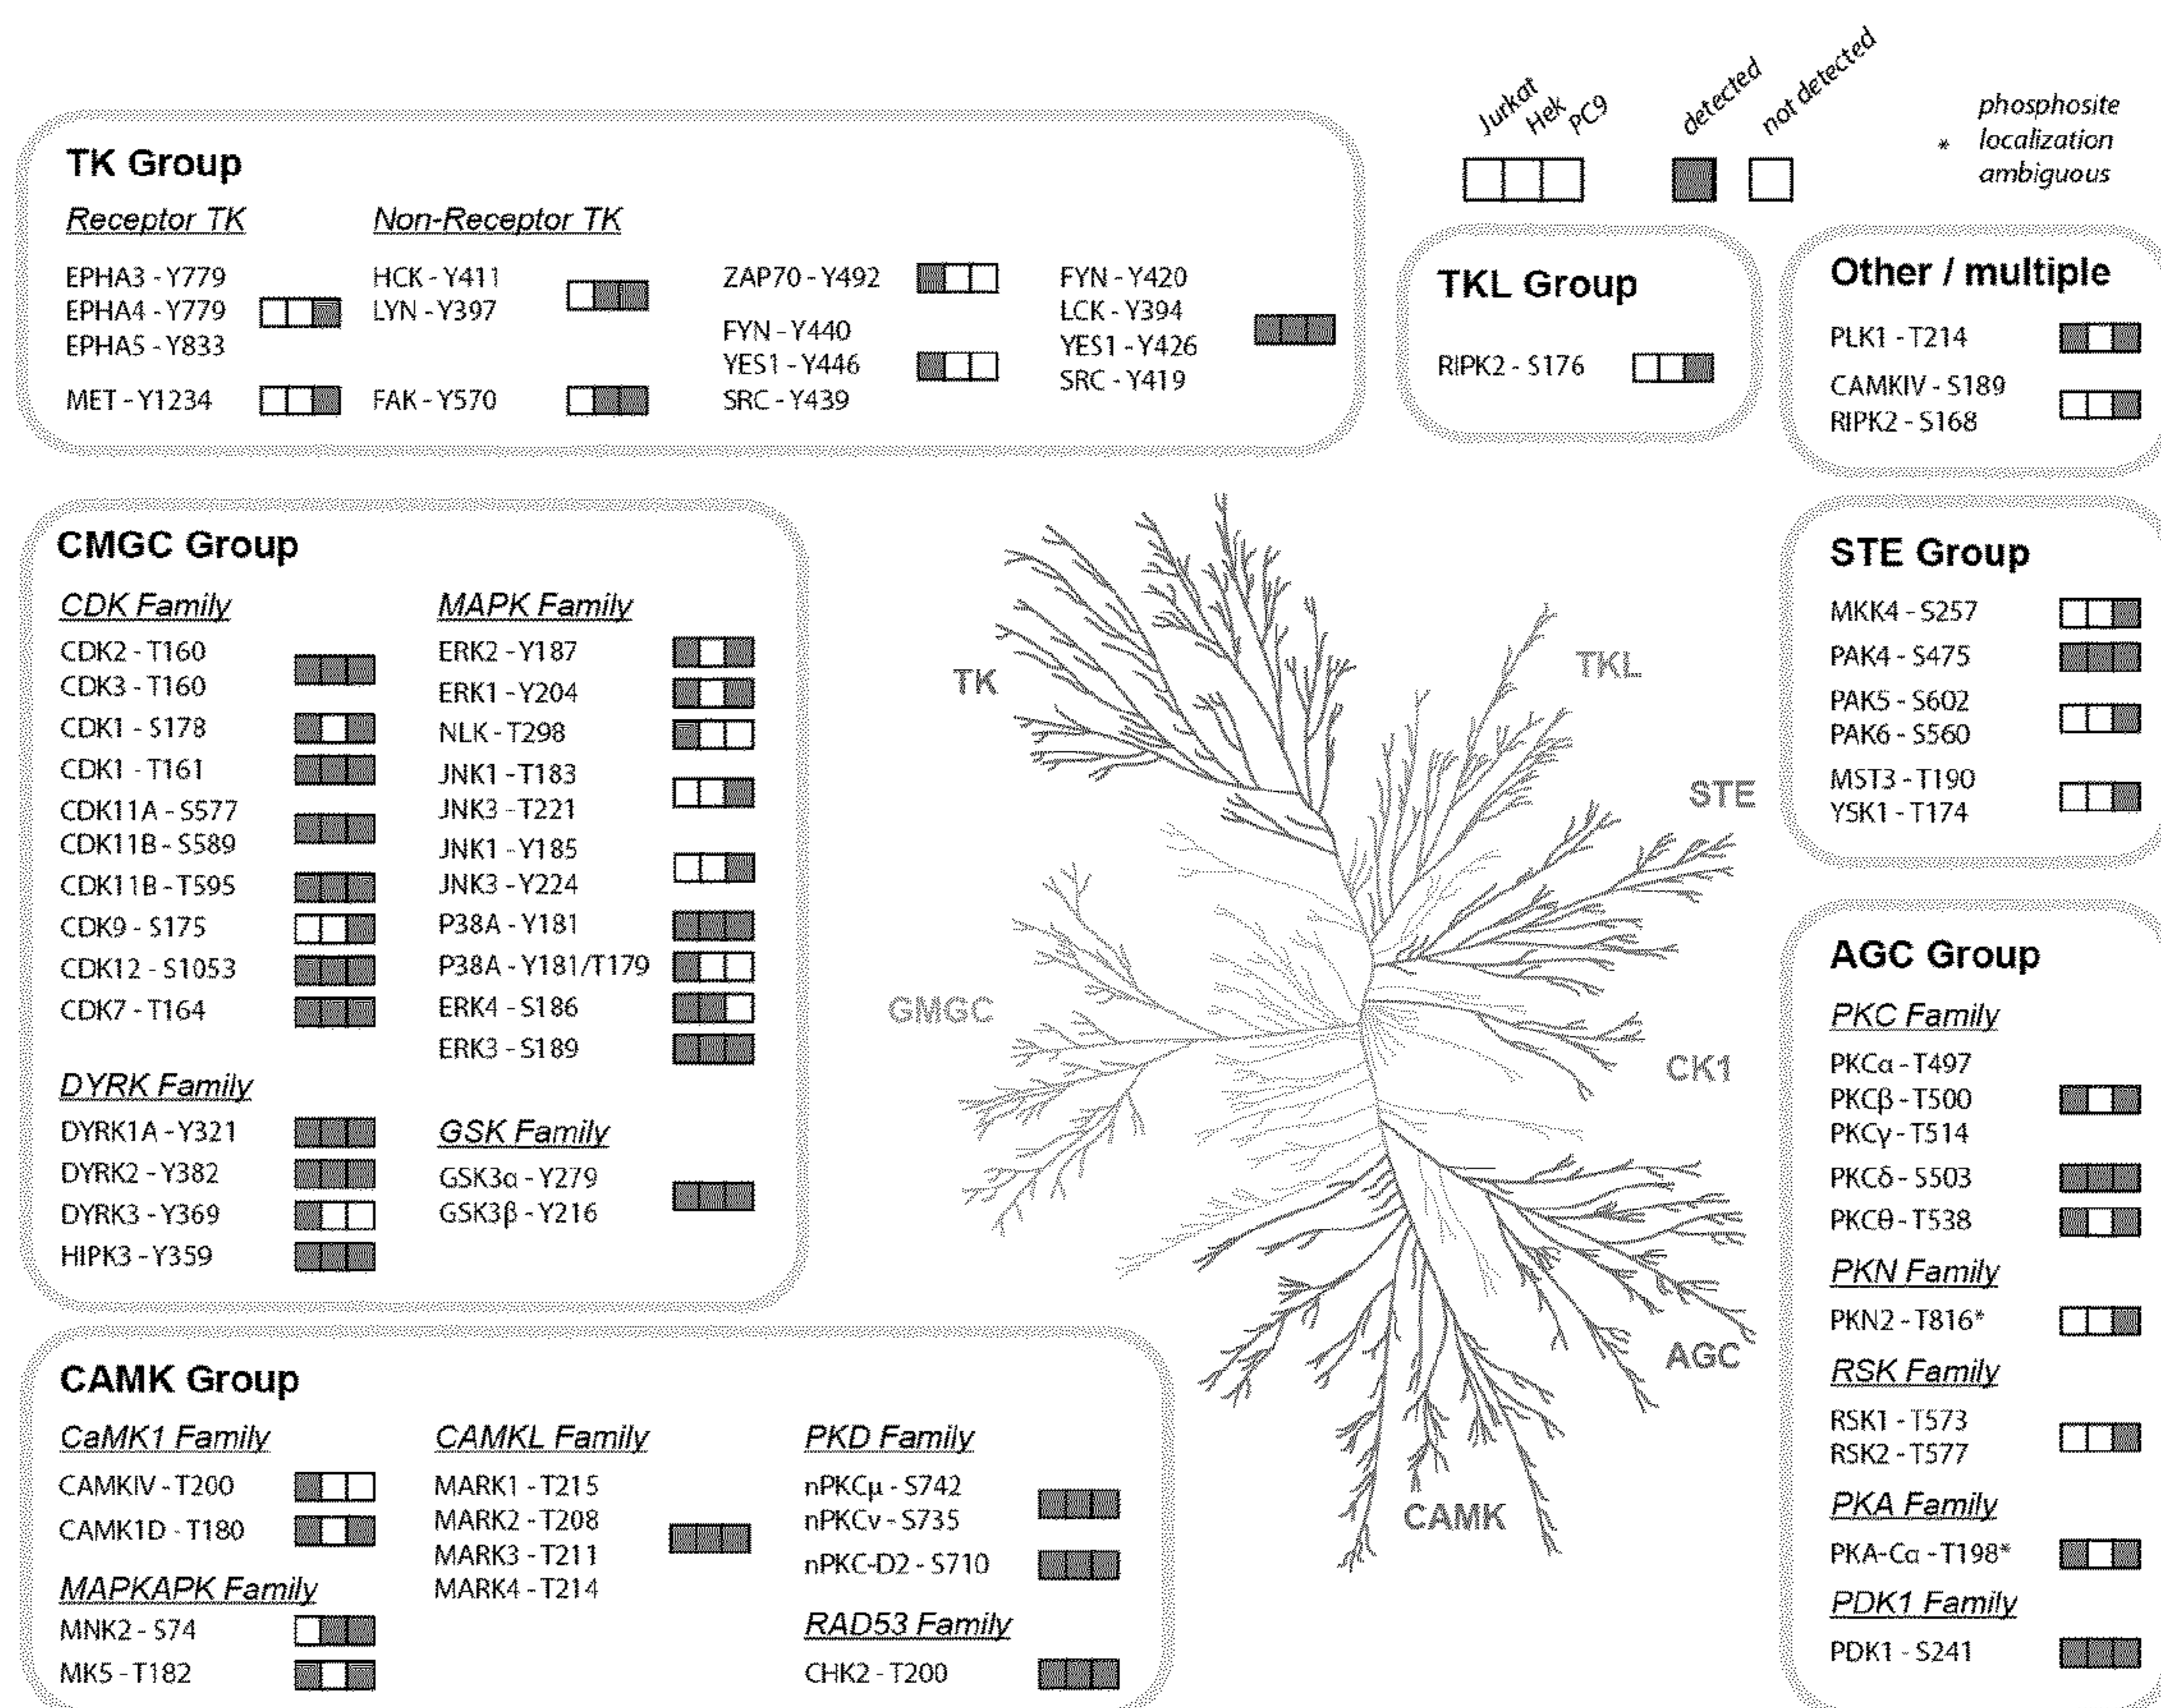 Jurkat
Hek
PC9
detected
not detected
* phosphosite
localization
ambiguous
TK Group
Receptor TK
EPHA3 - Y779
EPHA4 - Y779
EPHA5 - Y833
MET - Y1234
Non-Receptor TK
HCK - Y411
LYN - Y397
FAK - Y570
ZAP70 - Y492
FYN - Y440
YES1 - Y446
SRC - Y439
FYN - Y420
LCK - Y394
YES1 - Y426
SRC - Y419
TKL Group
RIPK2 - S176
Other / multiple
PLK1 - T214
CAMKIV - S189
RIPK2 - S168
CMGC Group
CDK Family
CDK2 - T160
CDK3 - T160
CDK1 - S178
CDK1 - T161
CDK11A - S577
CDK11B - S589
CDK11B - T595
CDK9 - S175
CDK12 - S1053
CDK7 - T164
DYRK Family
DYRK1A - Y321
DYRK2 - Y382
DYRK3 - Y369
HIPK3 - Y359
MAPK Family
ERK2 - Y187
ERK1 - Y204
NLK - T298
JNK1 - T183
JNK3 - T221
JNK1 - Y185
JNK3 - Y224
P38A - Y181
P38A - Y181/T179
ERK4 - S186
ERK3 - S189
GSK Family
GSK3α - Y279
GSK3β - Y216
TK
TKL
STE
GMGC
CK1
AGC
CAMK
STE Group
MKK4 - S257
PAK4 - S475
PAK5 - S602
PAK6 - S560
MST3 - T190
YSK1 - T174
AGC Group
PKC Family
PKCα - T497
PKCβ - T500
PKCγ - T514
PKCδ - S503
PKCθ - T538
PKN Family
PKN2 - T816*
RSK Family
RSK1 - T573
RSK2 - T577
PKA Family
PKA-Cα - T198*
PDK1 Family
PDK1 - S241
CAMK Group
CaMK1 Family
CAMKIV - T200
CAMK1D - T180
MAPKAPK Family
MNK2 - S74
MK5 - T182
CAMKL Family
MARK1 - T215
MARK2 - T208
MARK3 - T211
MARK4 - T214
PKD Family
nPKCμ - S742
nPKCν - S735
nPKC-D2 - S710
RAD53 Family
CHK2 - T200